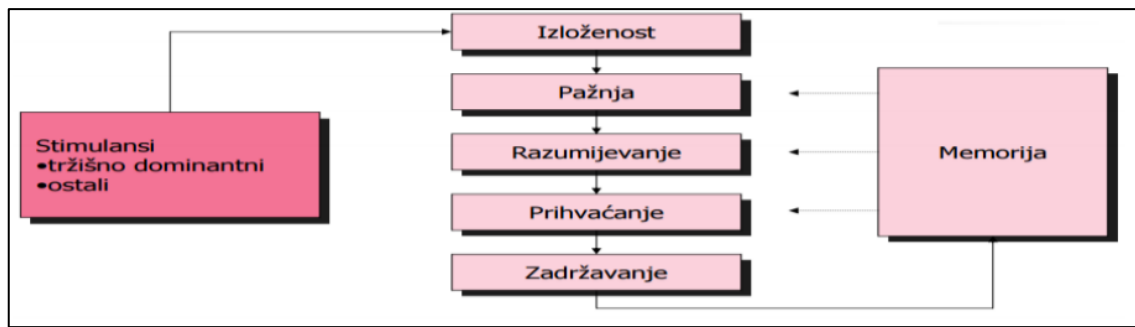 Izloženost
Pažnja
Razumijevanje
Prihvaćanje
Zadržavanje
Stimulansi
•tržišno dominantni
•ostali
Memorija